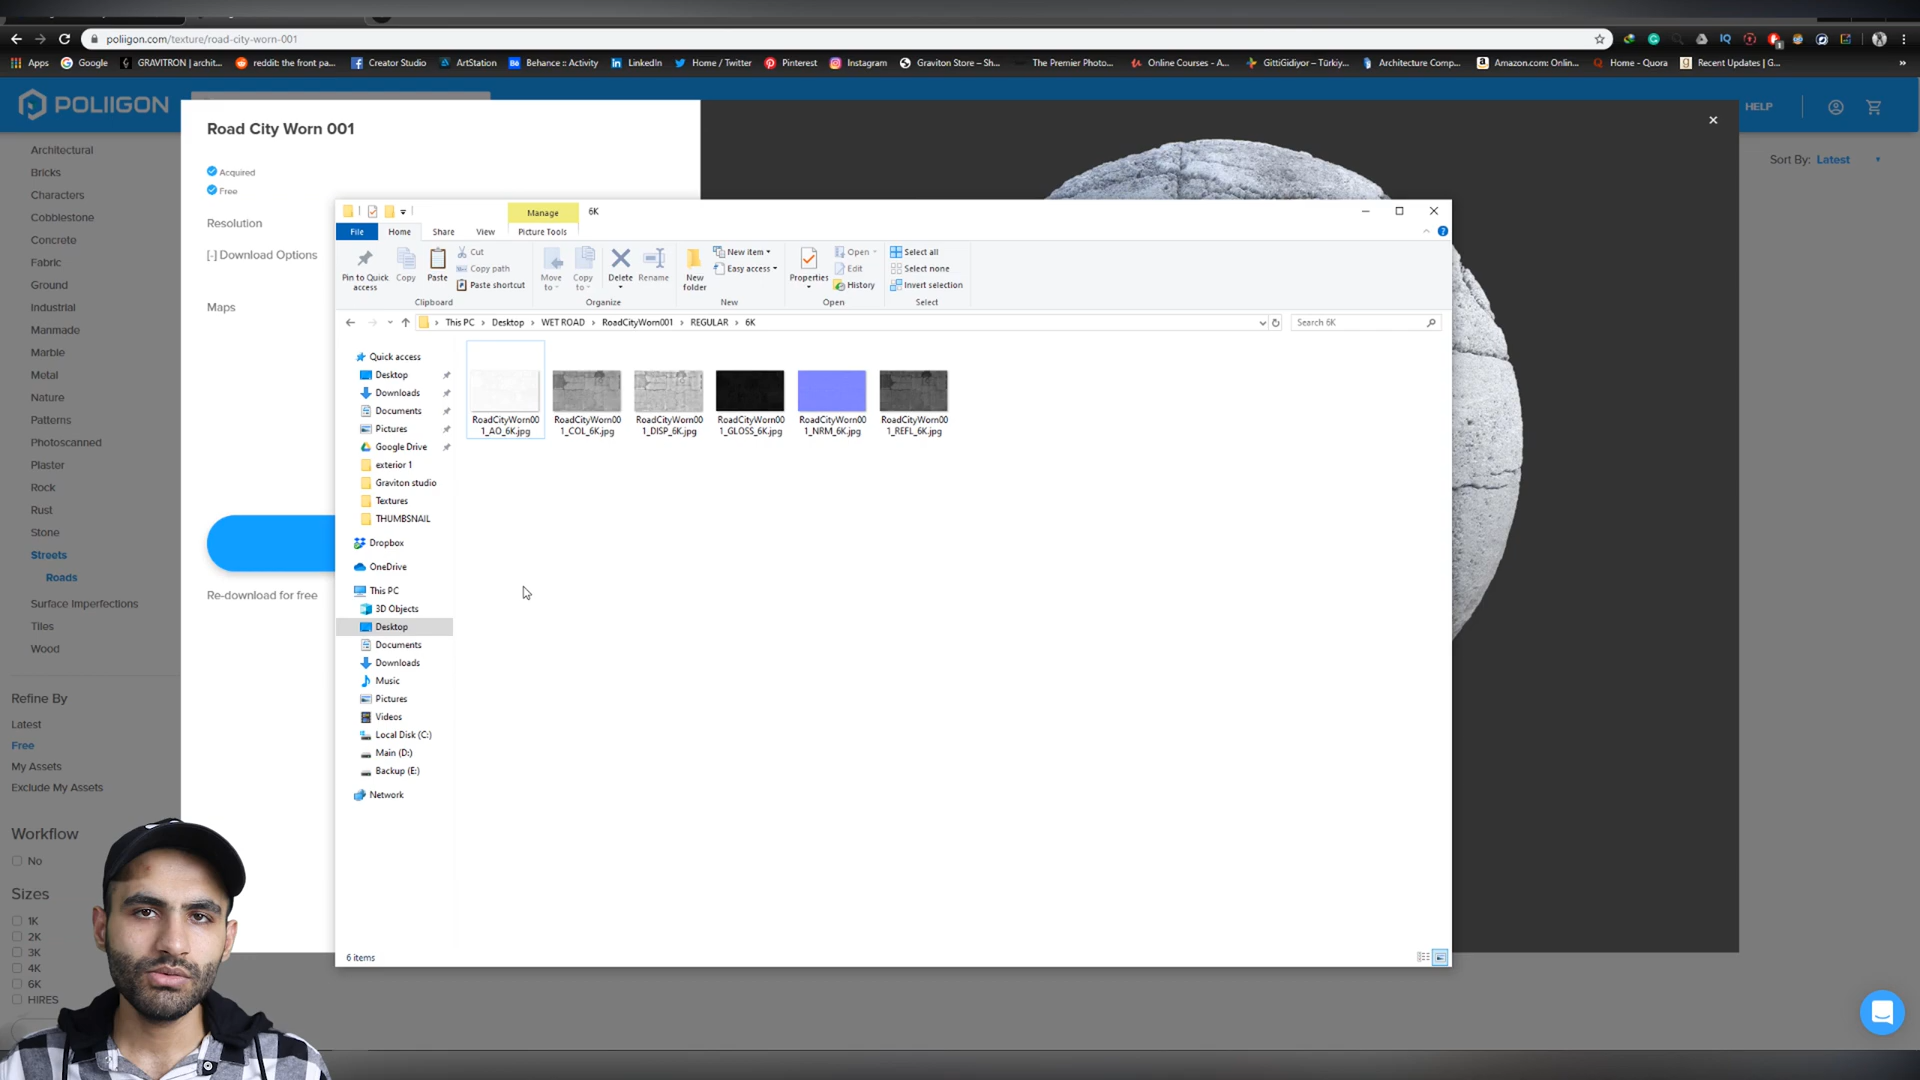 poliigon.com/texture/road-city-worn-001
Apps Google GRAVITRON | archit... reddit: the front pa... Creator Studio ArtStation Behance :: Activity LinkedIn Home / Twitter Pinterest Instagram Graviton Store – Sh... The Premier Photo... Online Courses - A... GittiGidiyor – Türkiy... Architecture Comp... Amazon.com: Onlin... Home - Quora Recent Updates | G... »
POLIIGON
HELP
Sort By: Latest
Architectural
Bricks
Characters
Cobblestone
Concrete
Fabric
Ground
Industrial
Manmade
Marble
Metal
Nature
Patterns
Photoscanned
Plaster
Rock
Rust
Stone
Streets
Roads
Surface Imperfections
Tiles
Wood
Refine By
Latest
Free
My Assets
Exclude My Assets
Workflow
No
Sizes
1K
2K
3K
4K
6K
HIRES
Road City Worn 001
Acquired
Free
Resolution
[-] Download Options
Maps
Re-download for free
Manage
6K
File Home Share View Picture Tools
Pin to Quick access
Copy
Paste
Cut
Copy path
Paste shortcut
Clipboard
Move to
Copy to
Delete
Rename
Organize
New folder
New item
Easy access
New
Properties
Open
Edit
History
Open
Select all
Select none
Invert selection
Select
This PC > Desktop > WET ROAD > RoadCityWorn001 > REGULAR > 6K
Search 6K
Quick access
Desktop
Downloads
Documents
Pictures
Google Drive
exterior 1
Graviton studio
Textures
THUMBSNAIL
Dropbox
OneDrive
This PC
3D Objects
Desktop
Documents
Downloads
Music
Pictures
Videos
Local Disk (C:)
Main (D:)
Backup (E:)
Network
RoadCityWorn00
1_AO_6K.jpg
RoadCityWorn00
1_COL_6K.jpg
RoadCityWorn00
1_DISP_6K.jpg
RoadCityWorn00
1_GLOSS_6K.jpg
RoadCityWorn00
1_NRM_6K.jpg
RoadCityWorn00
1_REFL_6K.jpg
6 items